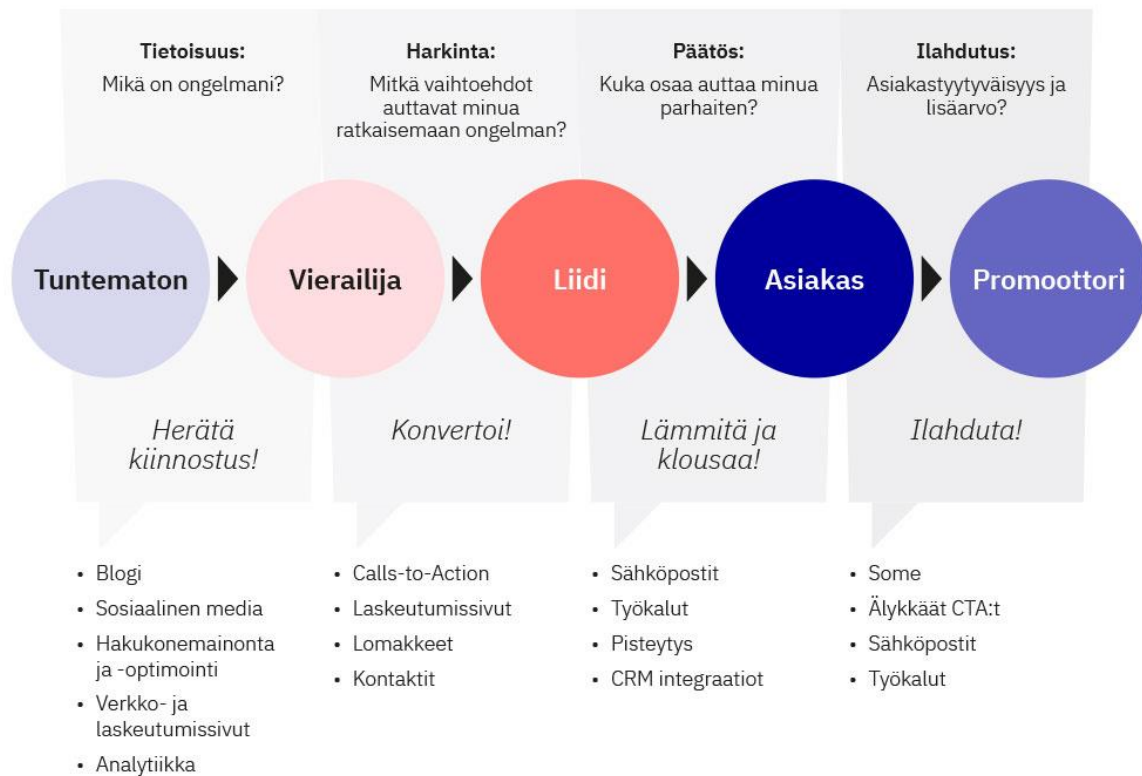 Tietoisuus:
Mikä on ongelmani?
Harkinta:
Mitkä vaihtoehdot
auttavat minua
ratkaisemaan ongelman?
Päätös:
Kuka osaa auttaa minua
parhaiten?
Ilahdutus:
Asiakastyytyväisyys ja
lisäarvo?
Tuntematon
Vierailija
Liidi
Asiakas
Promoottori
Herätä
kiinnostus!
Konvertoi!
Lämmitä ja
klousaa!
Ilahduta!
• Blogi
• Sosiaalinen media
• Hakukonemainonta
ja -optimointi
• Verkko- ja
laskeutumissivut
• Analytiikka
• Calls-to-Action
• Laskeutumissivut
• Lomakkeet
• Kontaktit
• Sähköpostit
• Työkalut
• Pisteytys
• CRM integraatiot
• Some
• Älykkäät CTA:t
• Sähköpostit
• Työkalut